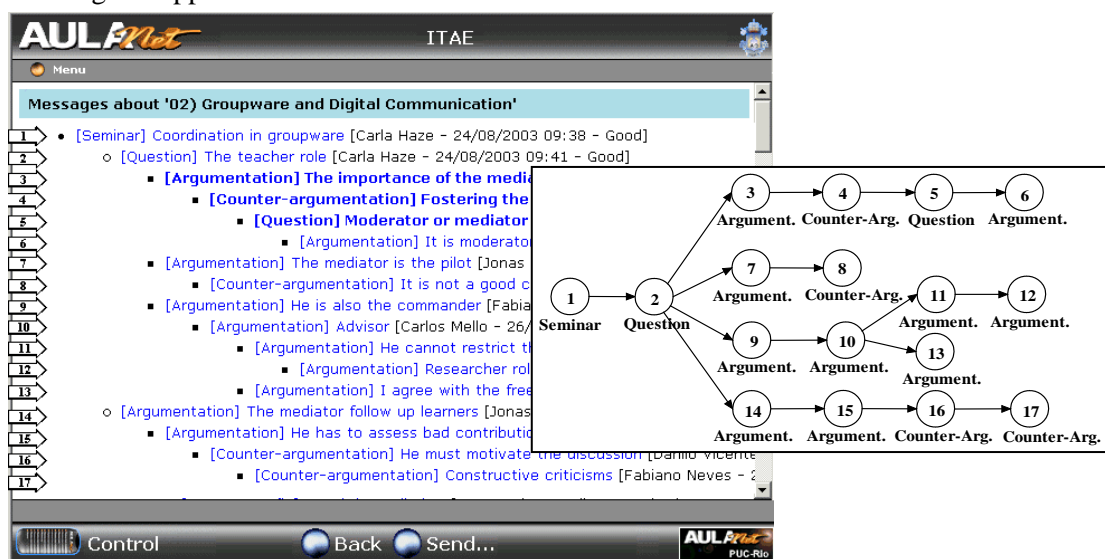 AULANet
ITAE
Menu
Messages about '02) Groupware and Digital Communication'
1 • [Seminar] Coordination in groupware [Carla Haze - 24/08/2003 09:38 - Good]
2 o [Question] The teacher role [Carla Haze - 24/08/2003 09:41 - Good]
3 ▪ [Argumentation] The importance of the media
4 ▪ [Counter-argumentation] Fostering the
5 ▪ [Question] Moderator or mediator
6 ▪ [Argumentation] It is moderato
7 ▪ [Argumentation] The mediator is the pilot [Jonas
8 ▪ [Counter-argumentation] It is not a good c
9 ▪ [Argumentation] He is also the commander [Fabia
10 ▪ [Argumentation] Advisor [Carlos Mello - 26/
11 ▪ [Argumentation] He cannot restrict th
12 ▪ [Argumentation] Researcher rol
13 ▪ [Argumentation] I agree with the free
14 o [Argumentation] The mediator follow up learners [Jonas
15 ▪ [Argumentation] He has to assess bad contributio
16 ▪ [Counter-argumentation] He must motivate the discussion [Danilo Vicente
17 ▪ [Counter-argumentation] Constructive criticisms [Fabiano Neves - 2
3 4 5 6
Argument. Counter-Arg. Question Argument.
7 8
Argument. Counter-Arg.
1 2
Seminar Question
11 12
Argument. Argument.
9 10 13
Argument. Argument. Argument.
14 15 16 17
Argument. Argument. Counter-Arg. Counter-Arg.
Control
Back
Send...
AULANet
PUC-Rio